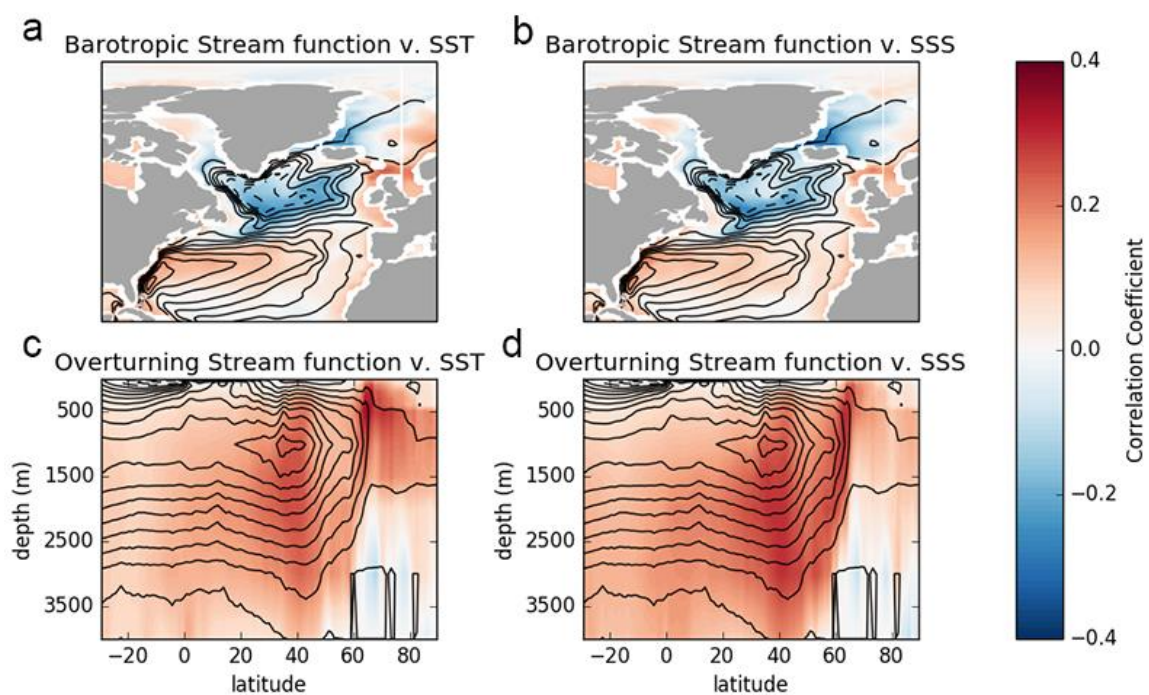 a
Barotropic Stream function v. SST
b
Barotropic Stream function v. SSS
0.4
0.2
0.0
−0.2
−0.4
Correlation Coefficient
c
Overturning Stream function v. SST
500
1500
2500
3500
depth (m)
−20 0 20 40 60 80
latitude
d
Overturning Stream function v. SSS
500
1500
2500
3500
depth (m)
−20 0 20 40 60 80
latitude